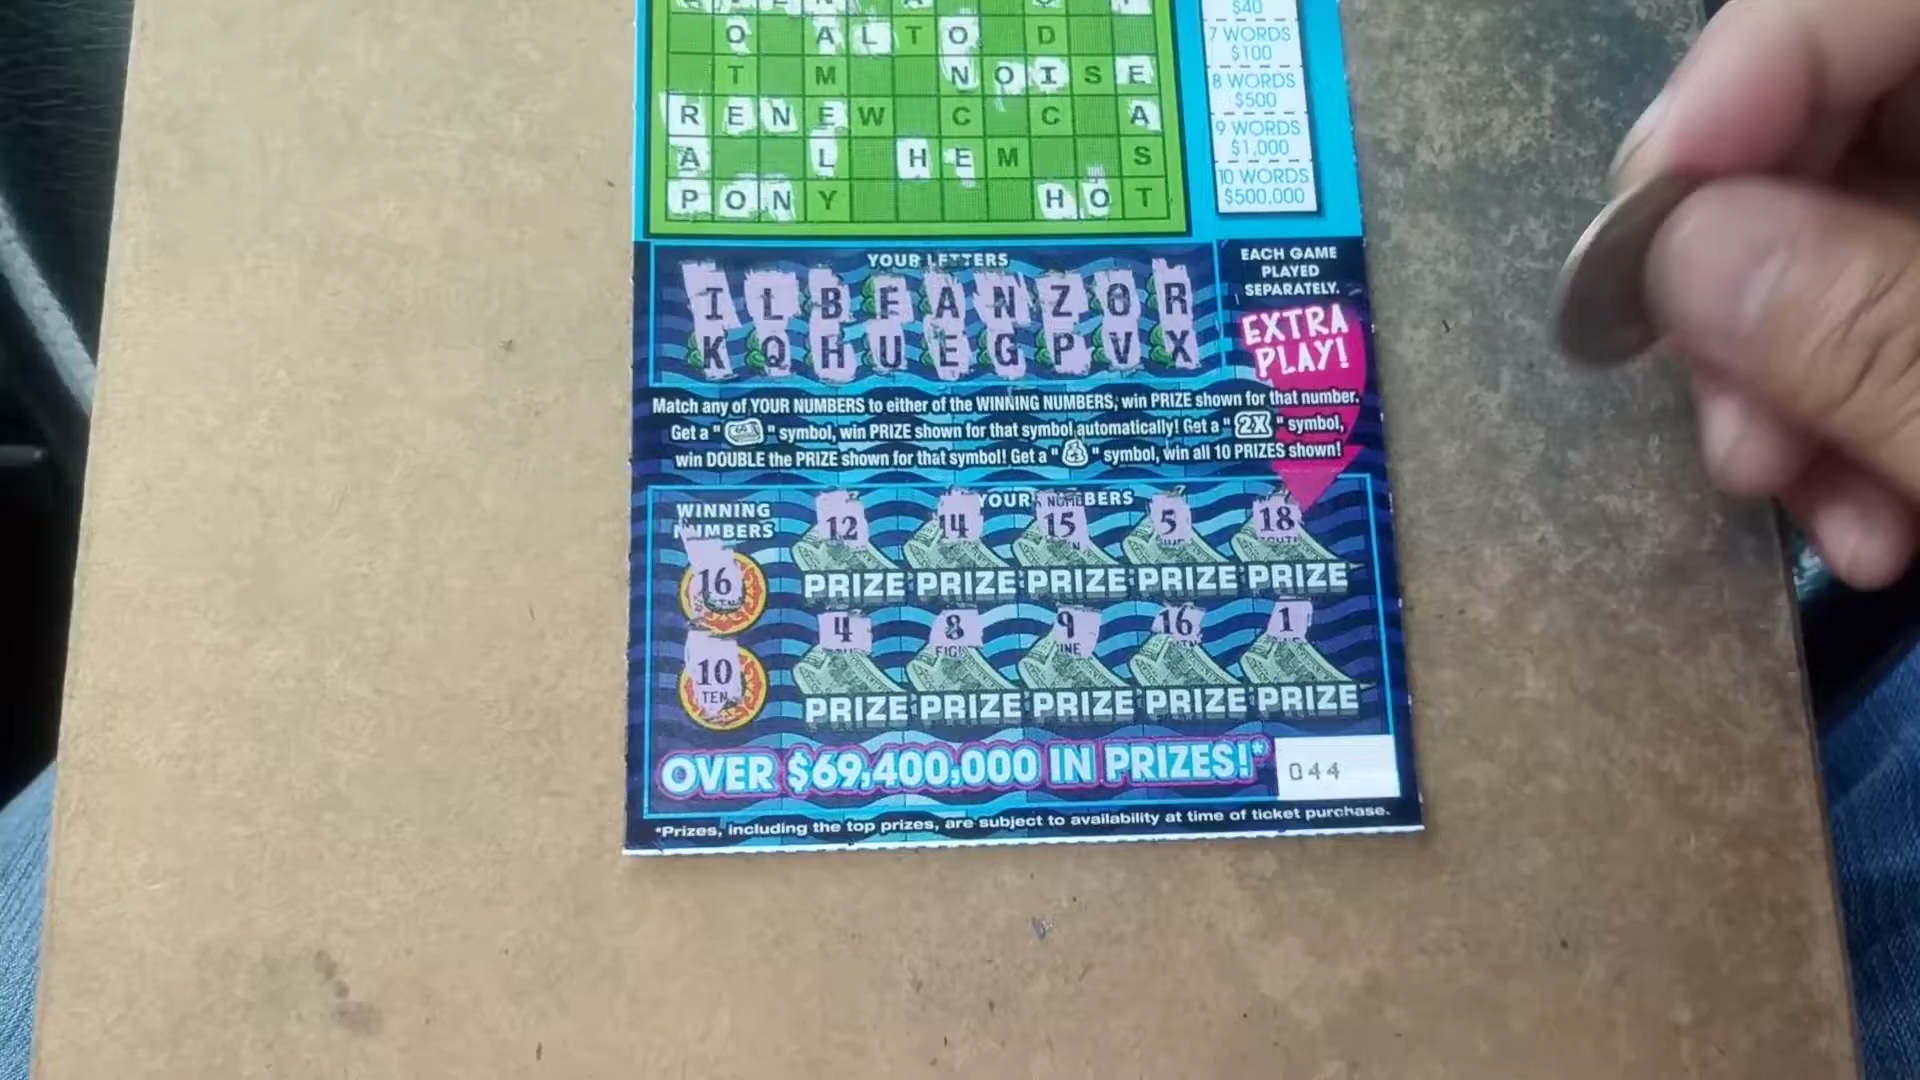 $40
O A L T O D
7 WORDS
$100
T M N O I S E
8 WORDS
$500
R E N E W C C A
9 WORDS
$1,000
A L H E M S
10 WORDS
$500,000
P O N Y H O T
YOUR LETTERS
I L B F A N Z O R
K Q H U E G P V X
EACH GAME
PLAYED
SEPARATELY.
EXTRA
PLAY!
Match any of YOUR NUMBERS to either of the WINNING NUMBERS, win PRIZE shown for that number.
Get a " " symbol, win PRIZE shown for that symbol automatically! Get a " 2X " symbol,
win DOUBLE the PRIZE shown for that symbol! Get a " " symbol, win all 10 PRIZES shown!
WINNING
NUMBERS
16
10
TEN
YOUR NUMBERS
12 14 15 5 18
PRIZE PRIZE PRIZE PRIZE PRIZE
4 8 9 16 1
PRIZE PRIZE PRIZE PRIZE PRIZE
OVER $69,400,000 IN PRIZES!*
044
*Prizes, including the top prizes, are subject to availability at time of ticket purchase.